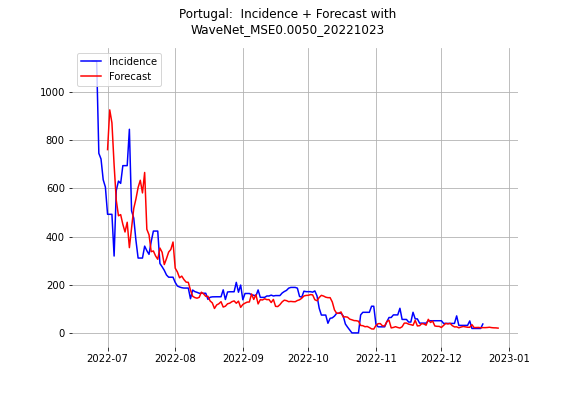 Portugal:  Incidence + Forecast with
WaveNet_MSE0.0050_20221023
Incidence
Forecast
1000
800
600
400
200
0
2022-07 2022-08 2022-09 2022-10 2022-11 2022-12 2023-01